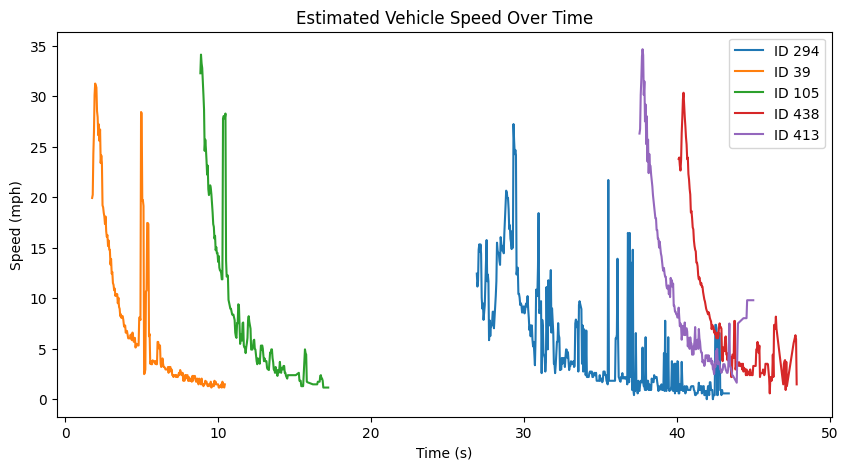 Estimated Vehicle Speed Over Time
ID 294
ID 39
ID 105
ID 438
ID 413
Speed (mph)
35
30
25
20
15
10
5
0
0
10
20
30
40
50
Time (s)